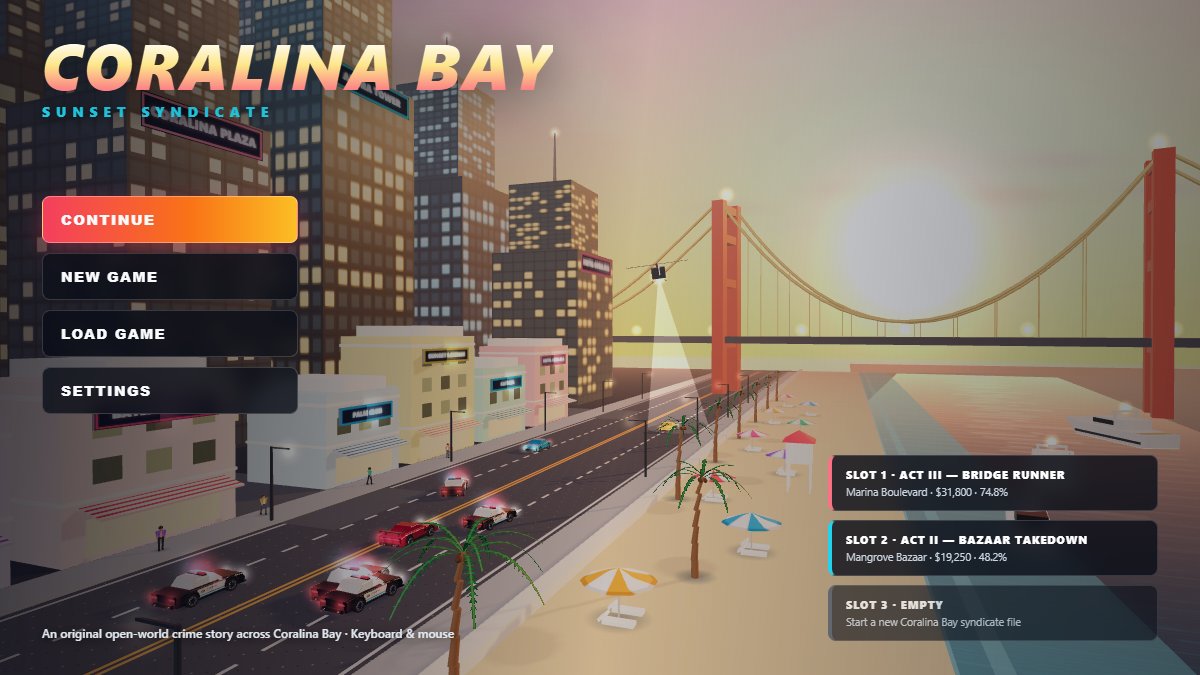 CORALINA BAY
SUNSET SYNDICATE
CORALINA PLAZA
TOWER
CONTINUE
NEW GAME
LOAD GAME
SETTINGS
SLOT 1 · ACT III — BRIDGE RUNNER
Marina Boulevard · $31,800 · 74.8%
SLOT 2 · ACT II — BAZAAR TAKEDOWN
Mangrove Bazaar · $19,250 · 48.2%
SLOT 3 · EMPTY
Start a new Coralina Bay syndicate file
An original open-world crime story across Coralina Bay · Keyboard & mouse